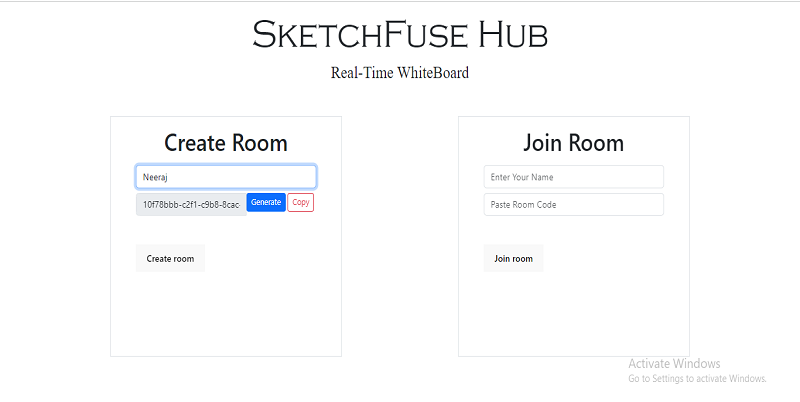 SketchFuse Hub
Real-Time WhiteBoard
Create Room
Neeraj
10f78bbb-c2f1-c9b8-8cac
Generate
Copy
Create room
Join Room
Enter Your Name
Paste Room Code
Join room
Activate Windows
Go to Settings to activate Windows.